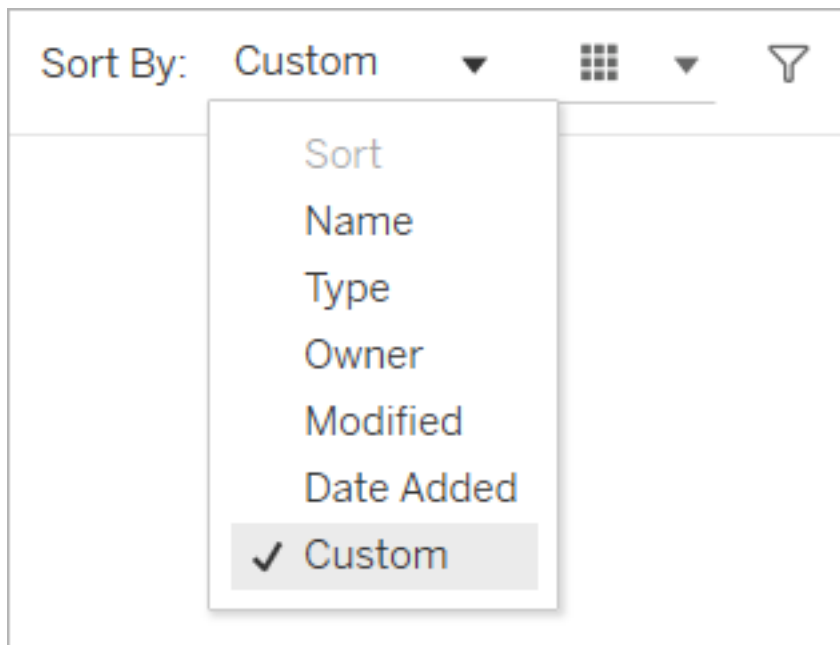 Sort By: Custom
Sort
Name
Type
Owner
Modified
Date Added
Custom